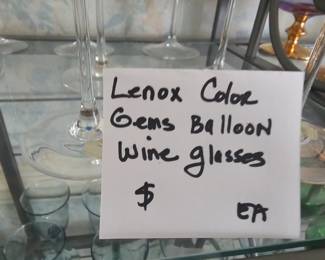 Lenox Color
Gems Balloon
Wine glasses
$ EA